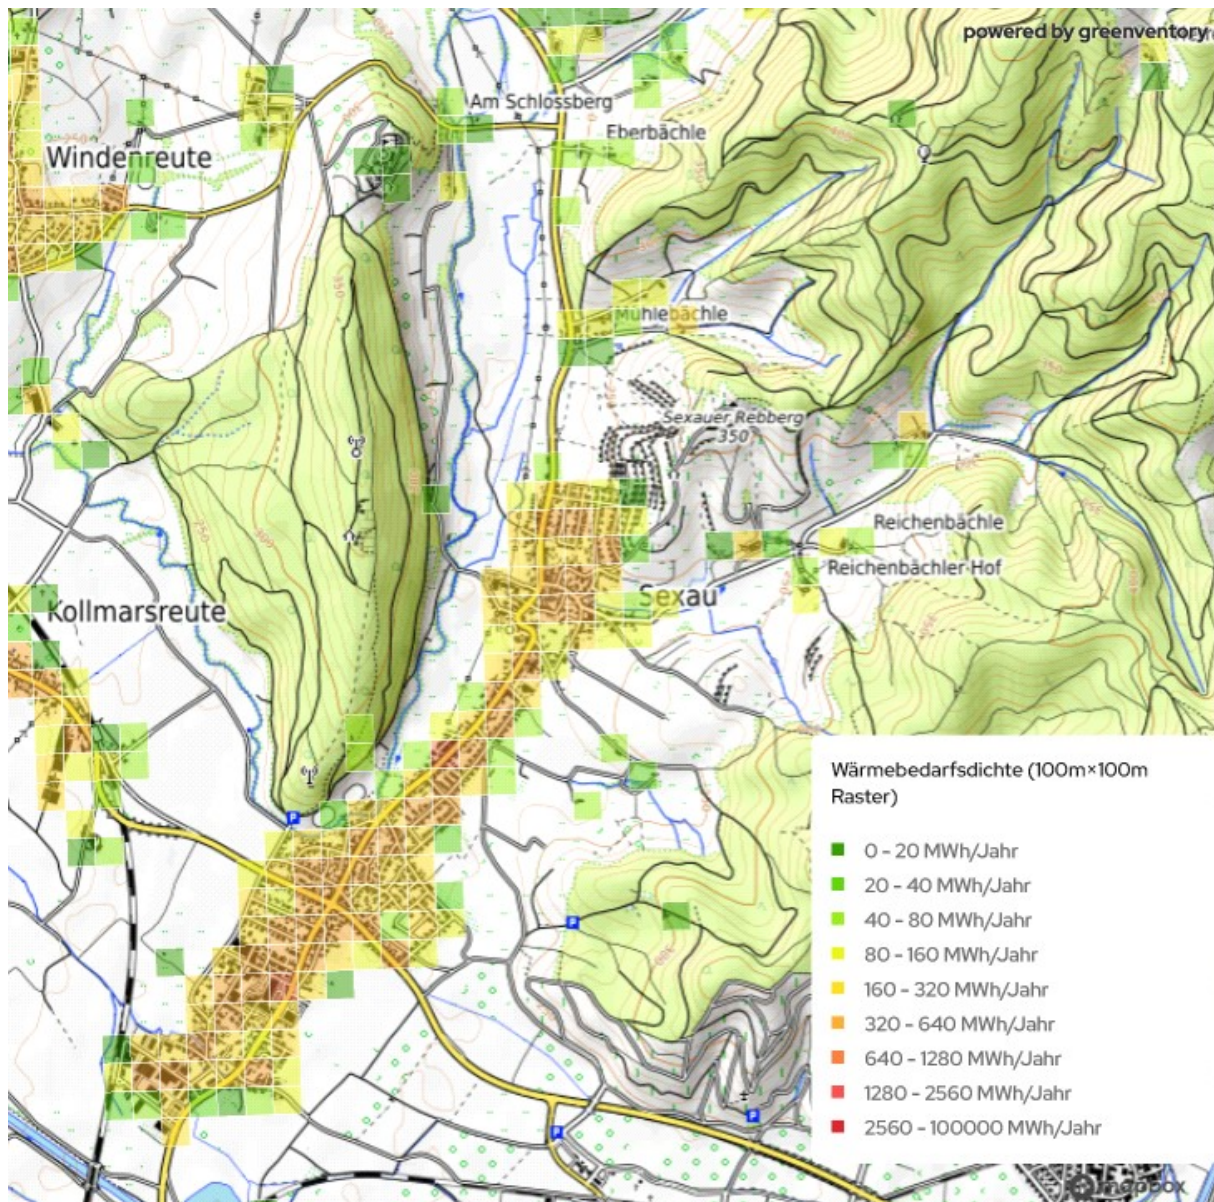 powered by greenventory
Am Schlossberg
Eberbächle
Windenreute
Mühlebächle
Sexauer Rebberg
350
Reichenbächle
Reichenbächler Hof
Sexau
Kollmarsreute
Wärmebedarfsdichte (100m×100m
Raster)
0 - 20 MWh/Jahr
20 - 40 MWh/Jahr
40 - 80 MWh/Jahr
80 - 160 MWh/Jahr
160 - 320 MWh/Jahr
320 - 640 MWh/Jahr
640 - 1280 MWh/Jahr
1280 - 2560 MWh/Jahr
2560 - 100000 MWh/Jahr
mapbox